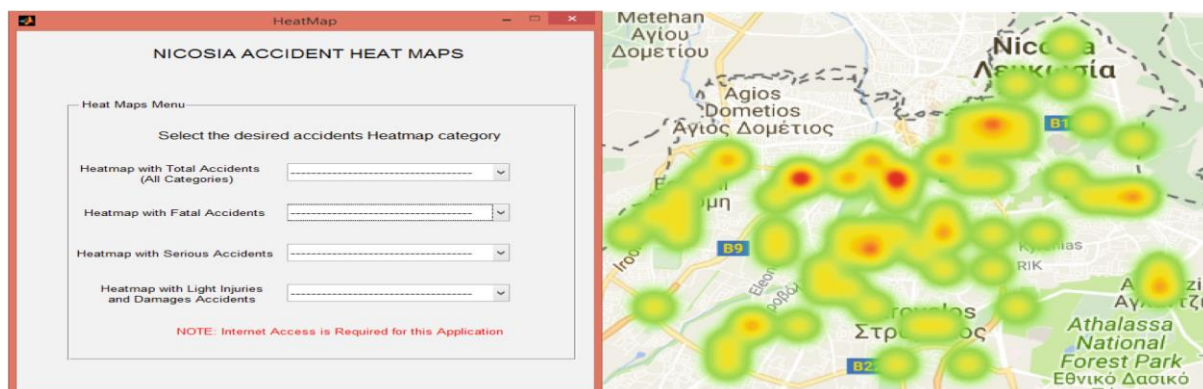 HeatMap
NICOSIA ACCIDENT HEAT MAPS
Heat Maps Menu
Select the desired accidents Heatmap category
Heatmap with Total Accidents
(All Categories)
Heatmap with Fatal Accidents
Heatmap with Serious Accidents
Heatmap with Light Injuries
and Damages Accidents
NOTE: Internet Access is Required for this Application
Metehan
Αγίου
Δομετίου
Nicosia
Λευκωσία
Agios
Dometios
Άγιος Δομέτιος
B1
B9
RIK
Athalassa
National
Forest Park
Εθνικό Δασικό